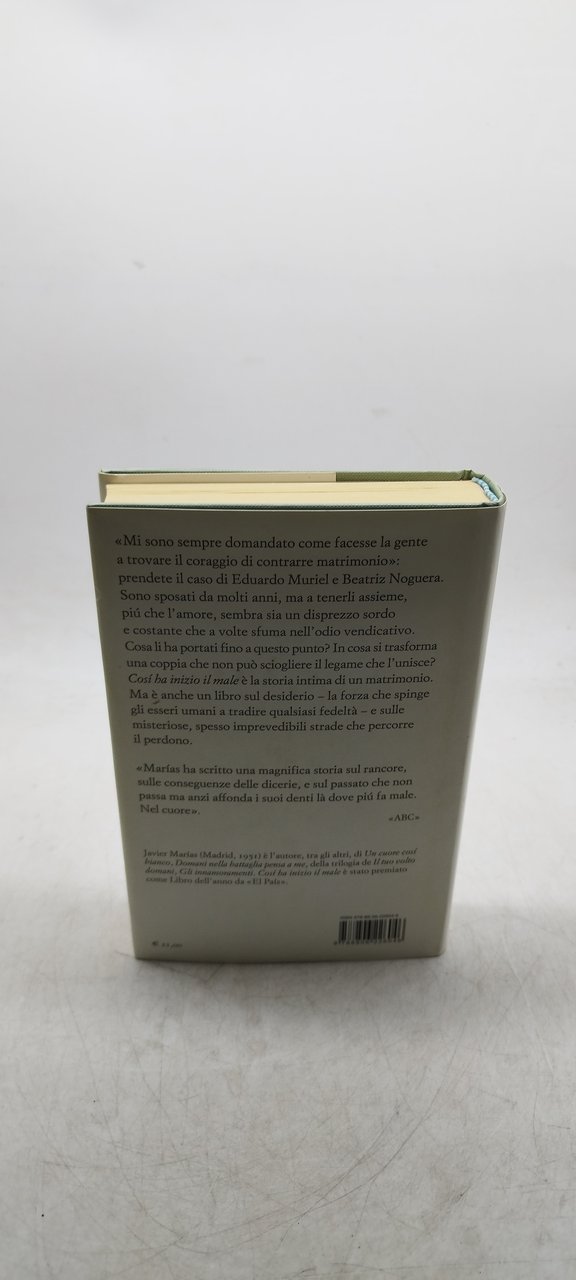 «Mi sono sempre domandato come facesse la gente
a trovare il coraggio di contrarre matrimonio»:
prendete il caso di Eduardo Muriel e Beatriz Noguera.
Sono sposati da molti anni, ma a tenerli assieme,
piú che l'amore, sembra sia un disprezzo sordo
e costante che a volte sfuma nell'odio vendicativo.
Cosa li ha portati fino a questo punto? In cosa si trasforma
una coppia che non può sciogliere il legame che l'unisce?
Cosí ha inizio il male è la storia intima di un matrimonio.
Ma è anche un libro sul desiderio – la forza che spinge
gli esseri umani a tradire qualsiasi fedeltà – e sulle
misteriose, spesso imprevedibili strade che percorre
il perdono.
«Marías ha scritto una magnifica storia sul rancore,
sulle conseguenze delle dicerie, e sul passato che non
passa ma anzi affonda i suoi denti là dove piú fa male.
Nel cuore».
«ABC»
Javier Marías (Madrid, 1951) è l'autore, tra gli altri, di Un cuore cosí
bianco, Domani nella battaglia pensa a me, della trilogia de Il tuo volto
domani, Gli innamoramenti. Cosí ha inizio il male è stato premiato
come Libro dell'anno da «El País».
ISBN
€